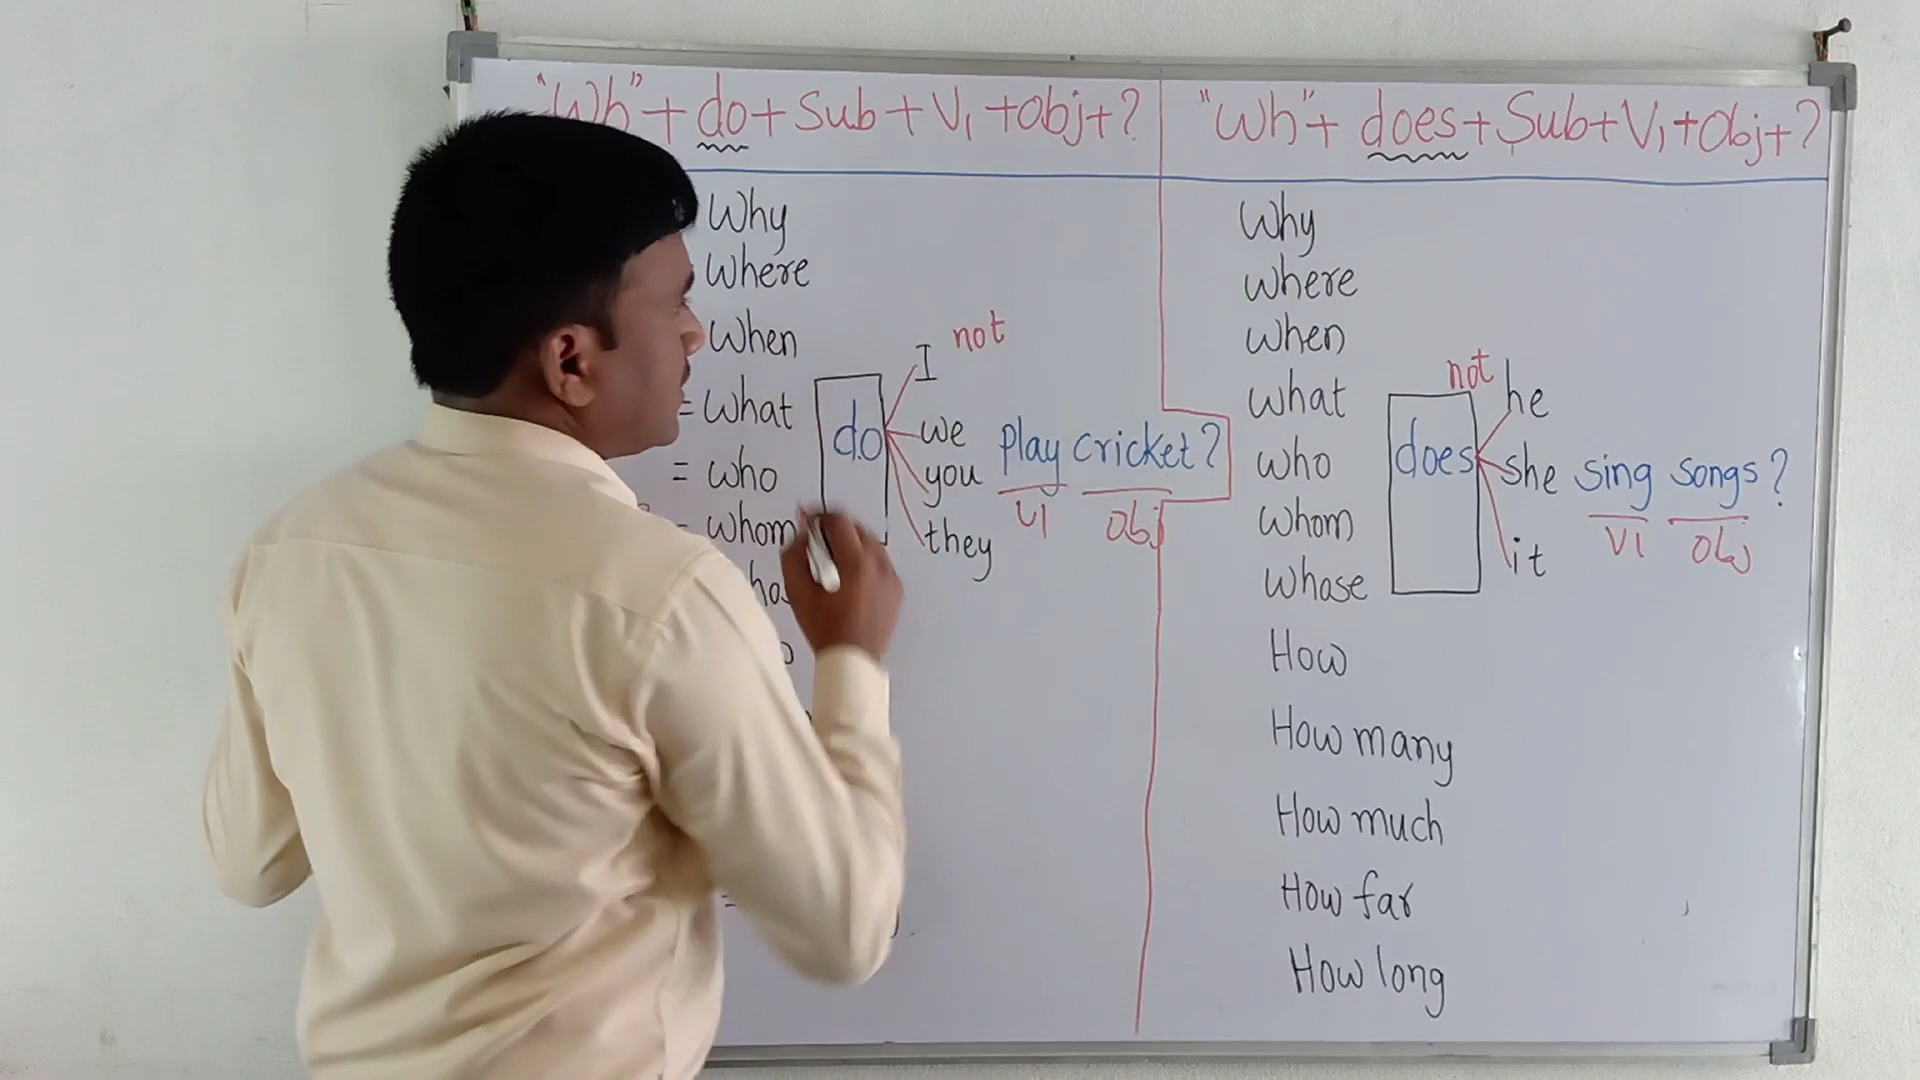 "Wh" + do + Sub + V1 + obj + ?
Why
Where
When
= What
= who
= whom
do
I not
we
you
they
play cricket?
V1 obj
"Wh" + does + Sub + V1 + Obj + ?
Why
where
when
what
who
whom
whose
How
How many
How much
How far
How long
does
not
he
she
it
sing songs?
V1 obj